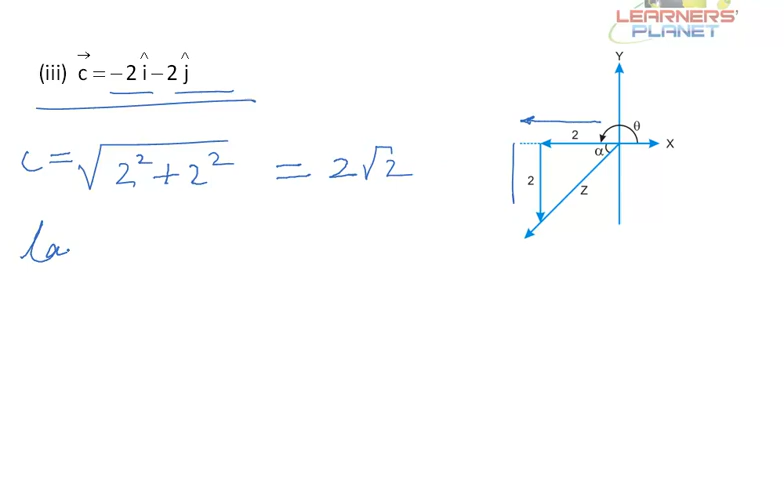 LEARNERS'
PLANET
(iii) c⃗ = −2 î − 2 ĵ
Y
θ
2
X
α
2
Z
c = √(2² + 2²) = 2√2